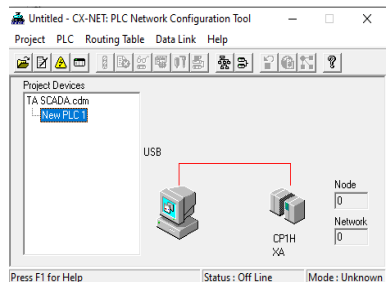 Untitled - CX-NET: PLC Network Configuration Tool
Project PLC Routing Table Data Link Help
Project Devices
TA SCADA.cdm
New PLC 1
USB
Node
0
Network
0
CP1H
XA
Press F1 for Help
Status : Off Line
Mode : Unknown